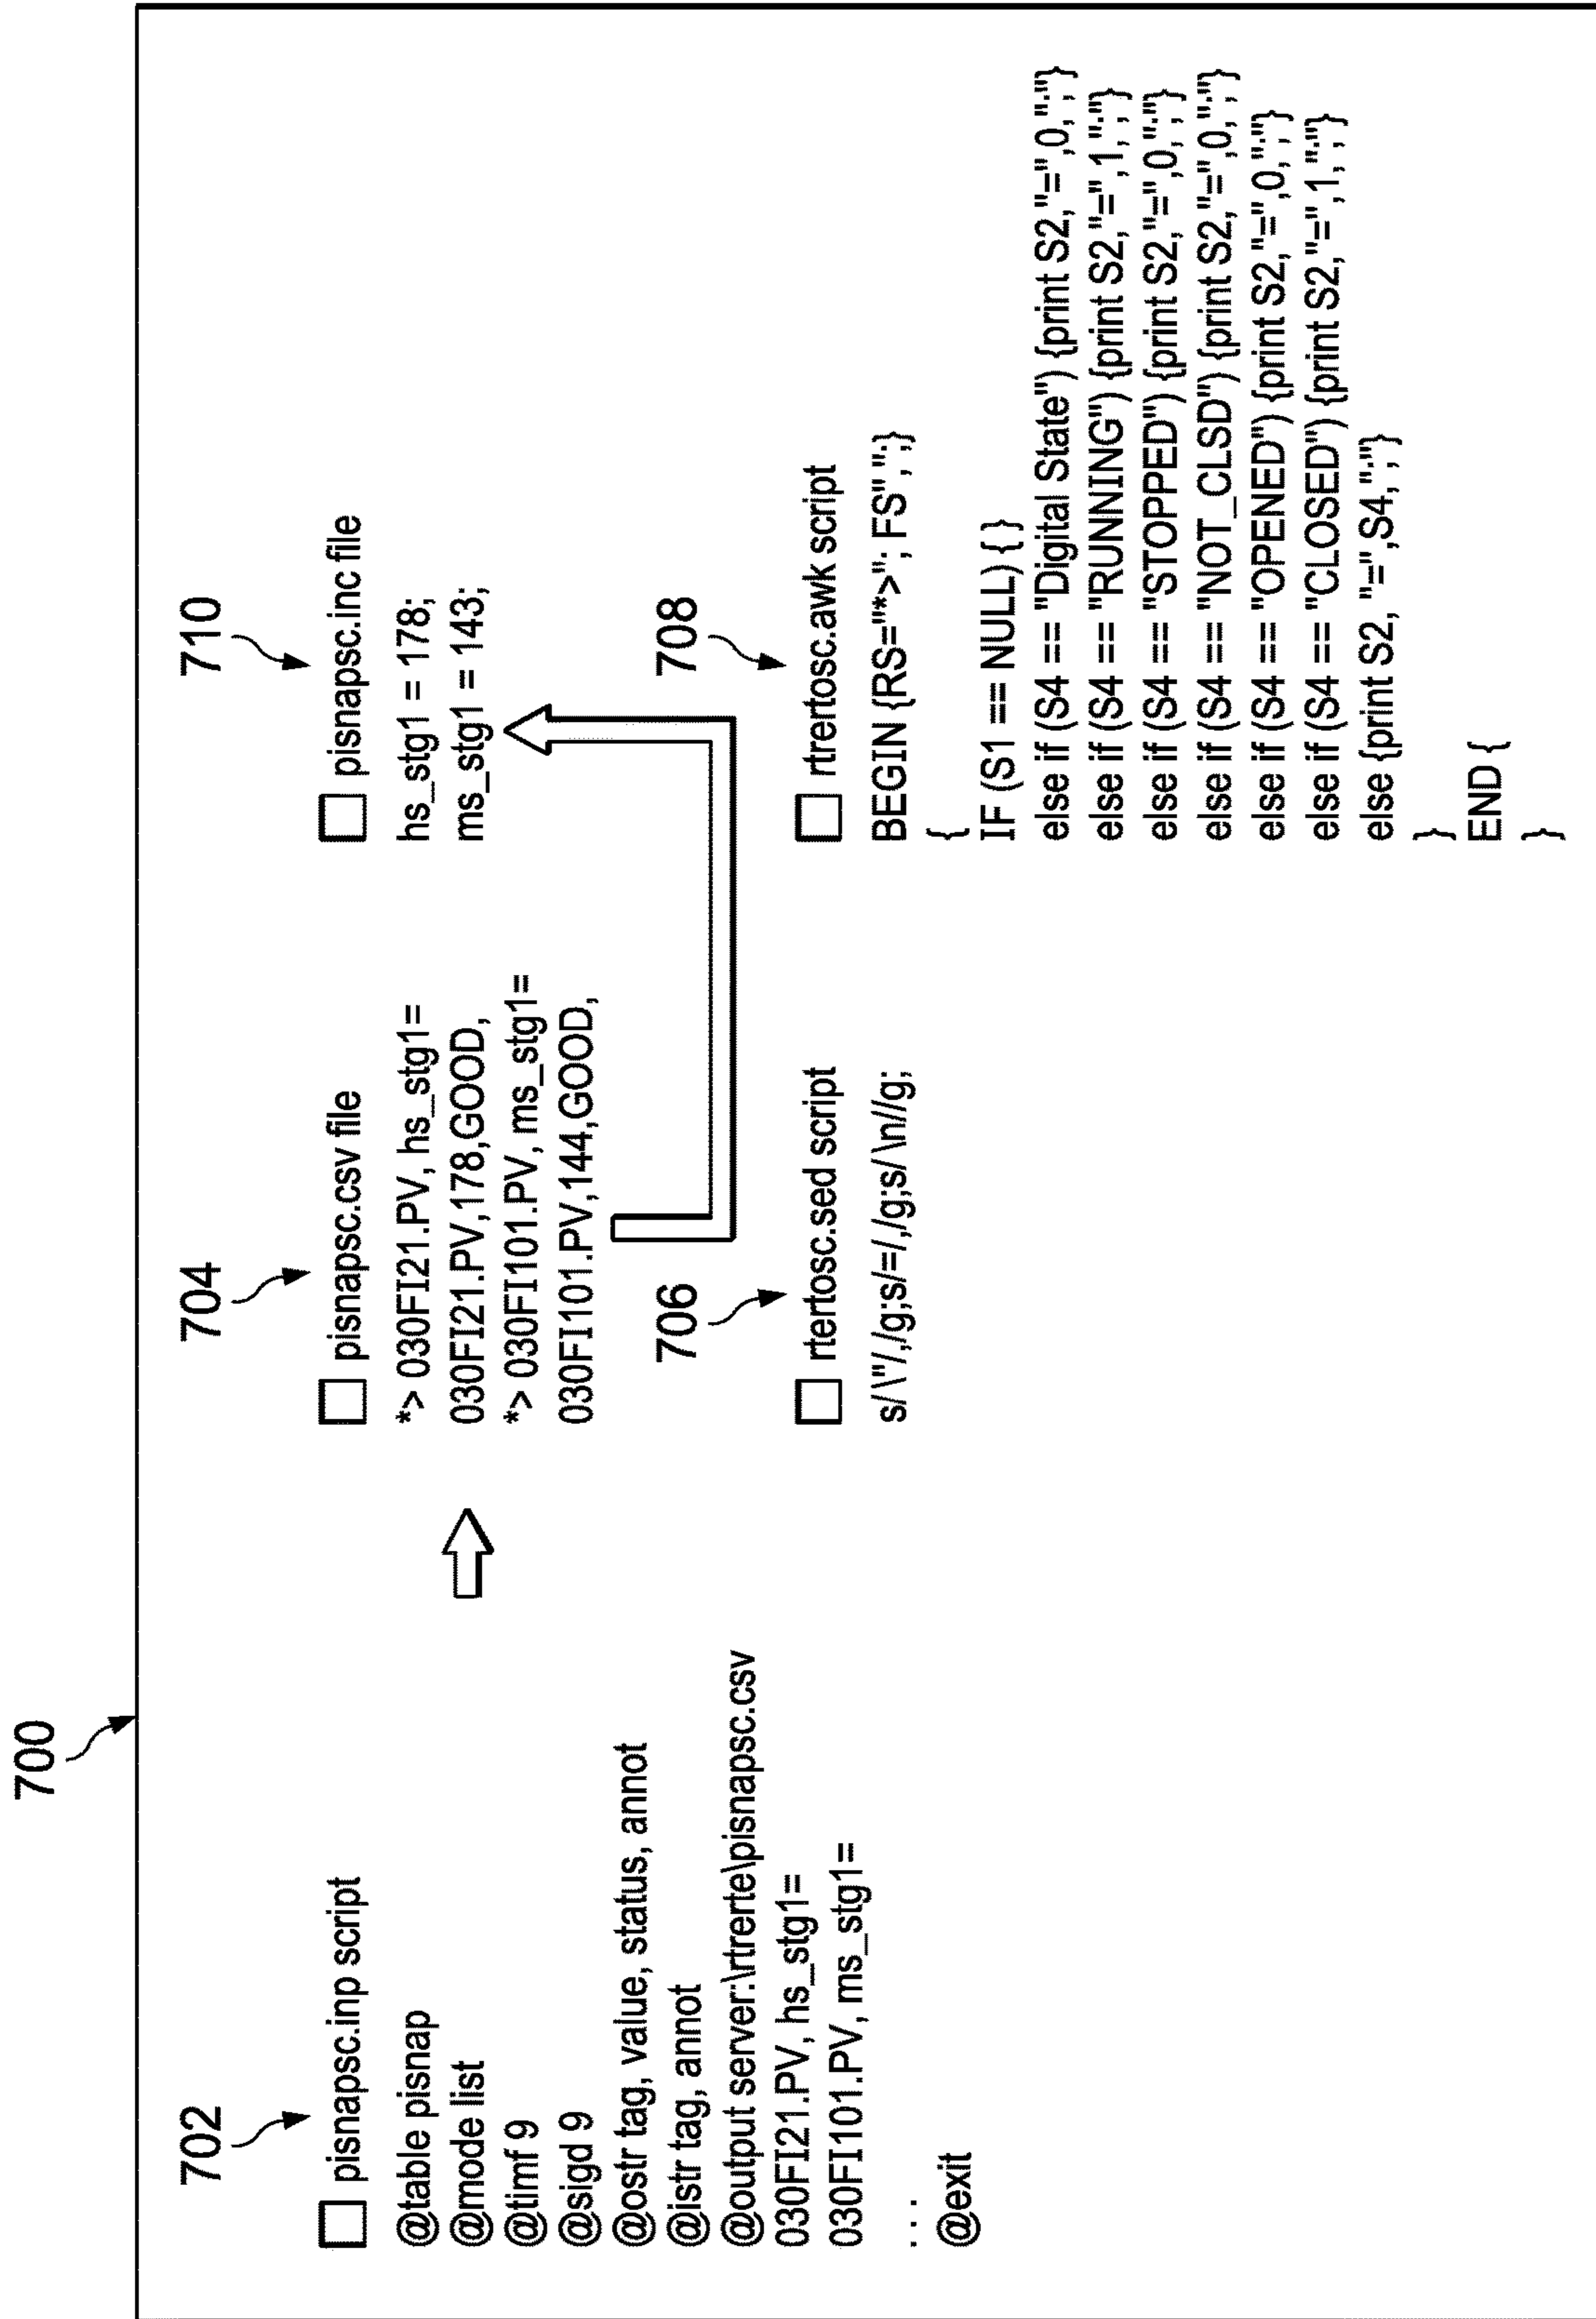 700
702
pisnapsc.inp script
@table pisnap
@mode list
@timf 9
@sigd 9
@ostr tag, value, status, annot
@istr tag, annot
@output server:\rtrerte\pisnapsc.csv
030FI21.PV, hs_stg1=
030FI101.PV, ms_stg1=
. . .
@exit
704
pisnapsc.csv file
*> 030FI21.PV, hs_stg1=
030FI21.PV,178,GOOD,
*> 030FI101.PV, ms_stg1=
030FI101.PV,144,GOOD,
706
rtertosc.sed script
s/\"/,/g;s/=/,/g;s/\n//g;
710
pisnapsc.inc file
hs_stg1 = 178;
ms_stg1 = 143;
708
rtrertosc.awk script
BEGIN {RS="*>"; FS",";}
{
IF (S1 == NULL) { }
else if (S4 == "Digital State") {print S2,"=",0,";"}
else if (S4 == "RUNNING") {print S2,"=",1,";"}
else if (S4 == "STOPPED") {print S2,"=",0,";"}
else if (S4 == "NOT_CLSD") {print S2,"=",0,";"}
else if (S4 == "OPENED") {print S2,"=",0,";"}
else if (S4 == "CLOSED") {print S2,"=",1,";"}
else {print S2, "=",S4,";"}
}
END {
}